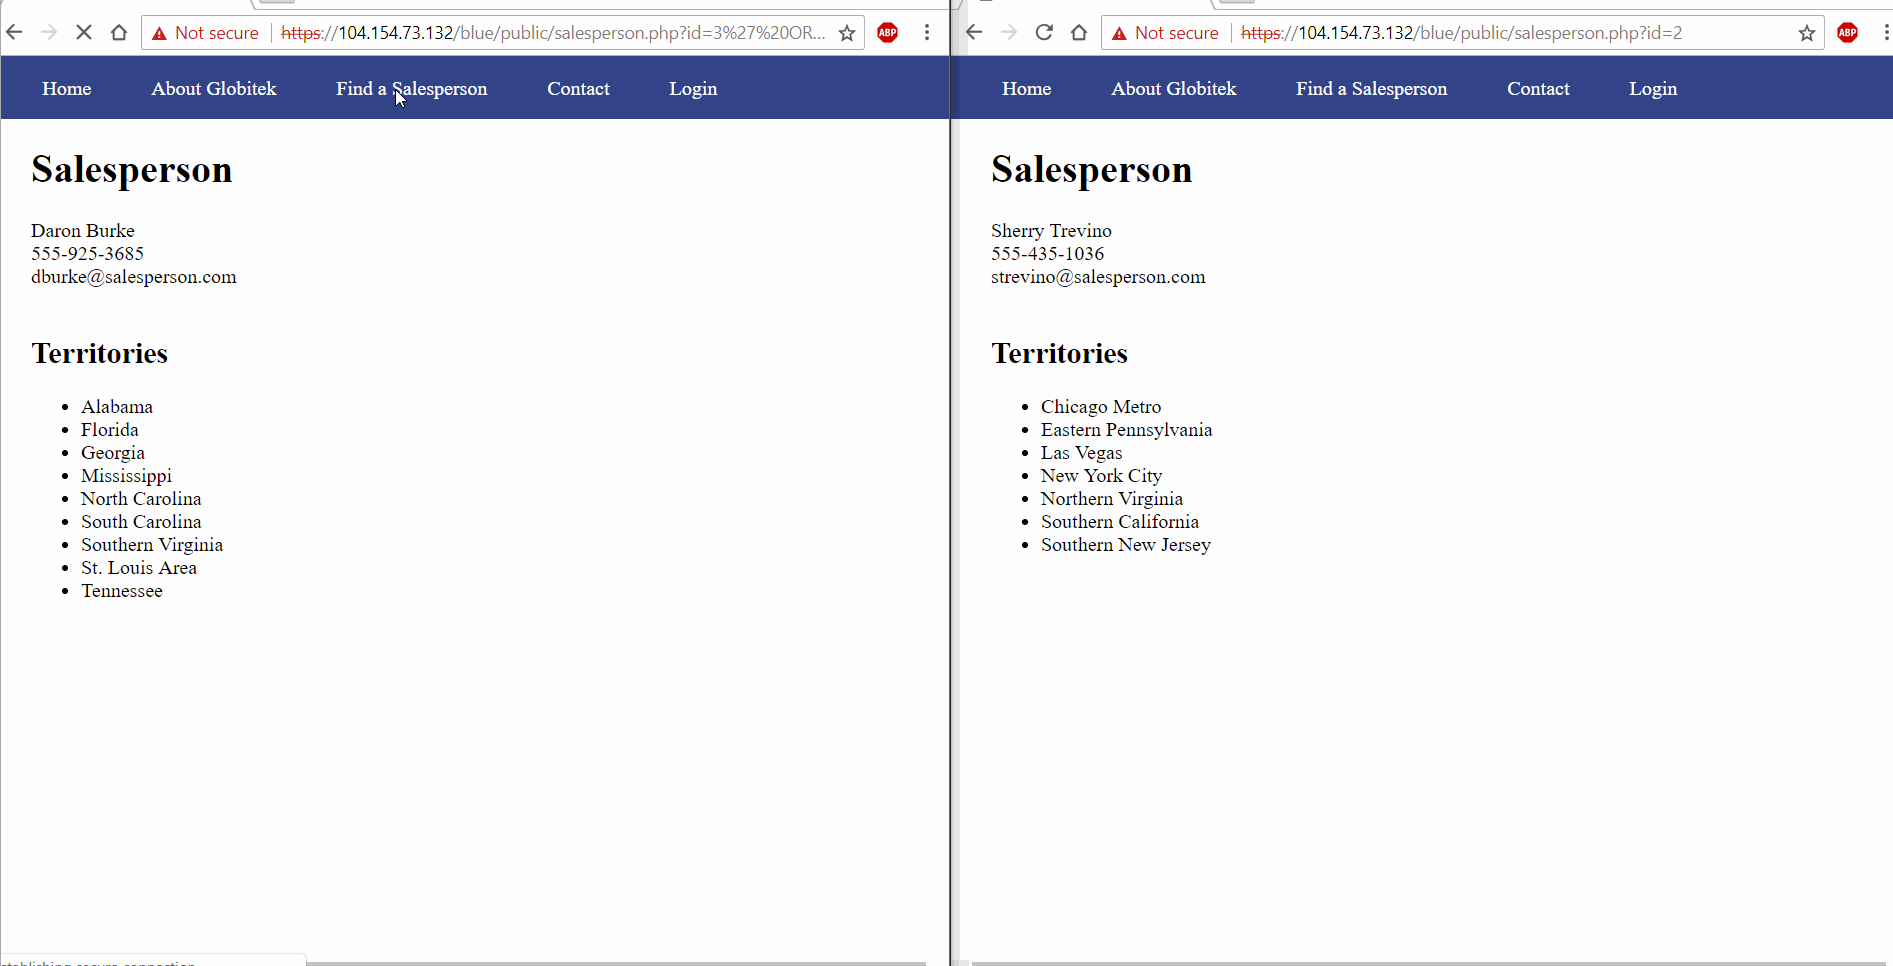 Not secure https://104.154.73.132/blue/public/salesperson.php?id=3%27%20OR... ABP
Home About Globitek Find a Salesperson Contact Login
Salesperson
Daron Burke
555-925-3685
dburke@salesperson.com
Territories
Alabama
Florida
Georgia
Mississippi
North Carolina
South Carolina
Southern Virginia
St. Louis Area
Tennessee
Not secure https://104.154.73.132/blue/public/salesperson.php?id=2 ABP
Home About Globitek Find a Salesperson Contact Login
Salesperson
Sherry Trevino
555-435-1036
strevino@salesperson.com
Territories
Chicago Metro
Eastern Pennsylvania
Las Vegas
New York City
Northern Virginia
Southern California
Southern New Jersey